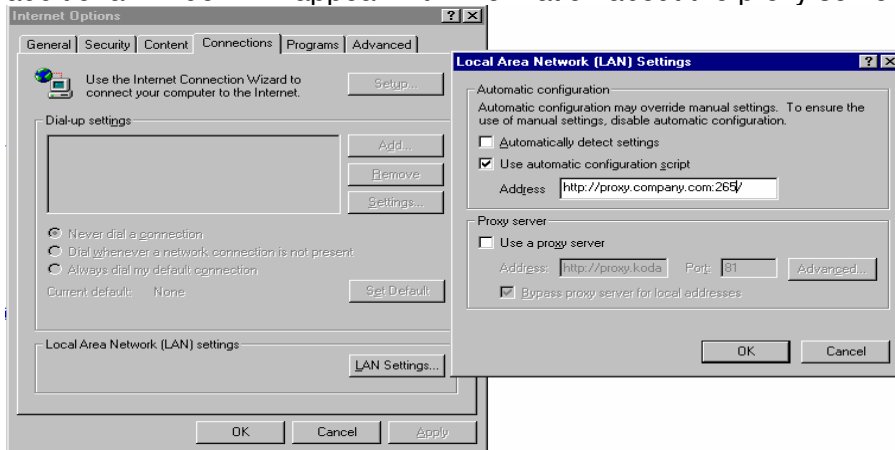 Internet Options
General Security Content Connections Programs Advanced
Use the Internet Connection Wizard to
connect your computer to the Internet.
Setup...
Dial-up settings
Add...
Remove
Settings...
Never dial a connection
Dial whenever a network connection is not present
Always dial my default connection
Current default: None
Set Default
Local Area Network (LAN) settings
LAN Settings...
OK Cancel Apply
Local Area Network (LAN) Settings
Automatic configuration
Automatic configuration may override manual settings. To ensure the
use of manual settings, disable automatic configuration.
Automatically detect settings
Use automatic configuration script
Address http://proxy.company.com:265/
Proxy server
Use a proxy server
Address: http://proxy.koda Port: 81 Advanced...
Bypass proxy server for local addresses
OK Cancel